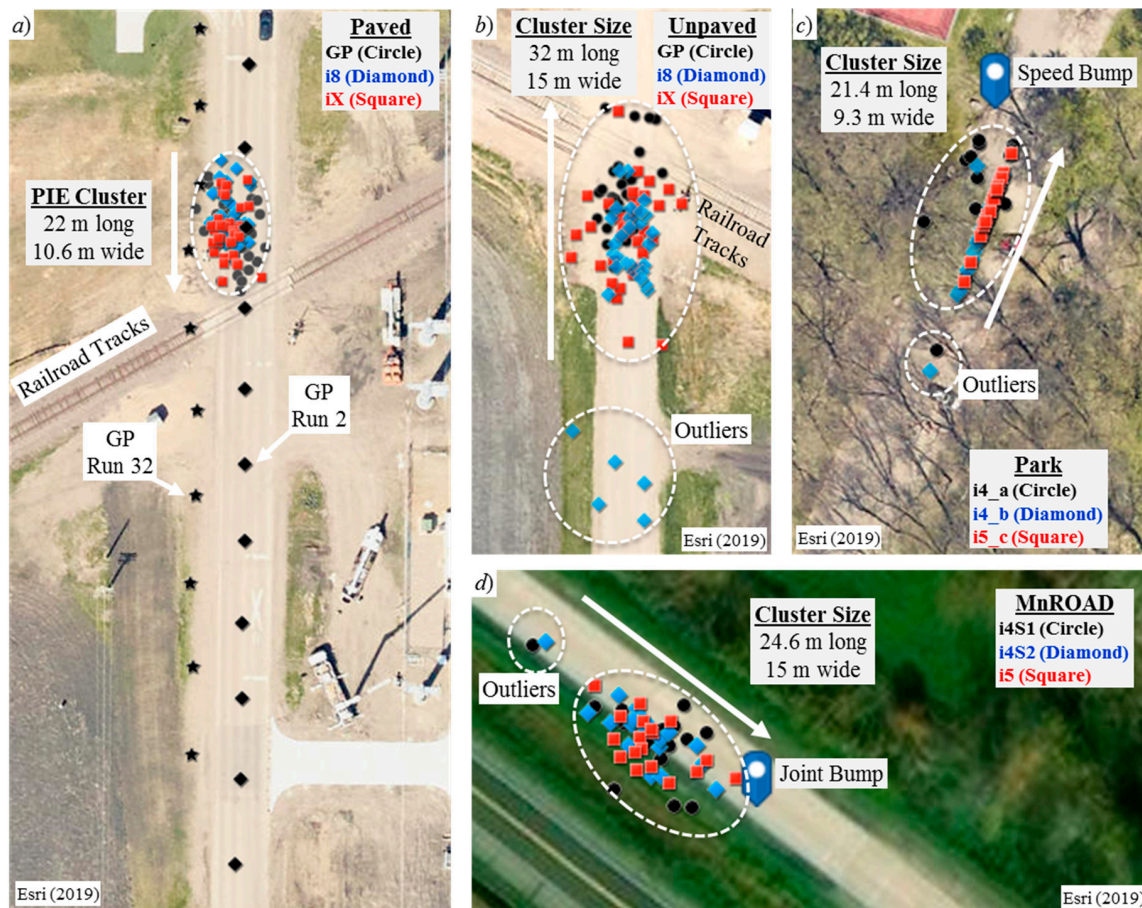 a)
Paved
GP (Circle)
i8 (Diamond)
iX (Square)
PIE Cluster
22 m long
10.6 m wide
Railroad Tracks
GP
Run 2
GP
Run 32
Esri (2019)
b)
Cluster Size
32 m long
15 m wide
Unpaved
GP (Circle)
i8 (Diamond)
iX (Square)
Railroad
Tracks
Outliers
Esri (2019)
c)
Cluster Size
21.4 m long
9.3 m wide
Speed Bump
Outliers
Park
i4_a (Circle)
i4_b (Diamond)
i5_c (Square)
Esri (2019)
d)
Cluster Size
24.6 m long
15 m wide
MnROAD
i4S1 (Circle)
i4S2 (Diamond)
i5 (Square)
Outliers
Joint Bump
Esri (2019)